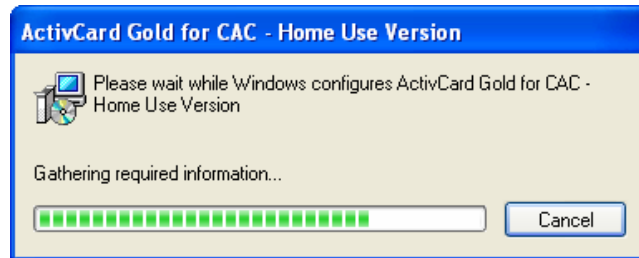 ActivCard Gold for CAC - Home Use Version
Please wait while Windows configures ActivCard Gold for CAC -
Home Use Version
Gathering required information...
Cancel